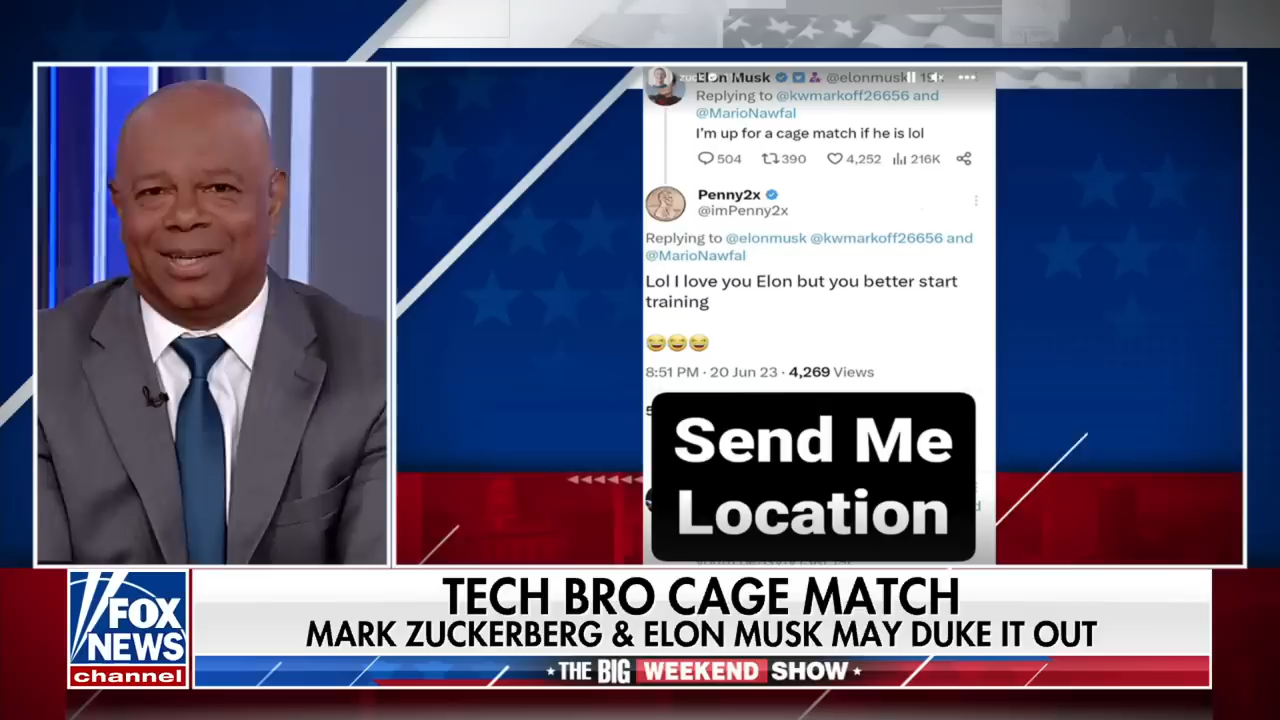 zuck
Elon Musk @elonmusk 19
Replying to @kwmarkoff26656 and
@MarioNawfal
I'm up for a cage match if he is lol
504 390 4,252 216K
Penny2x
@imPenny2x
Replying to @elonmusk @kwmarkoff26656 and
@MarioNawfal
Lol I love you Elon but you better start
training
😂😂😂
8:51 PM · 20 Jun 23 · 4,269 Views
Send Me
Location
TECH BRO CAGE MATCH
MARK ZUCKERBERG & ELON MUSK MAY DUKE IT OUT
FOX
NEWS
channel
THE BIG WEEKEND SHOW